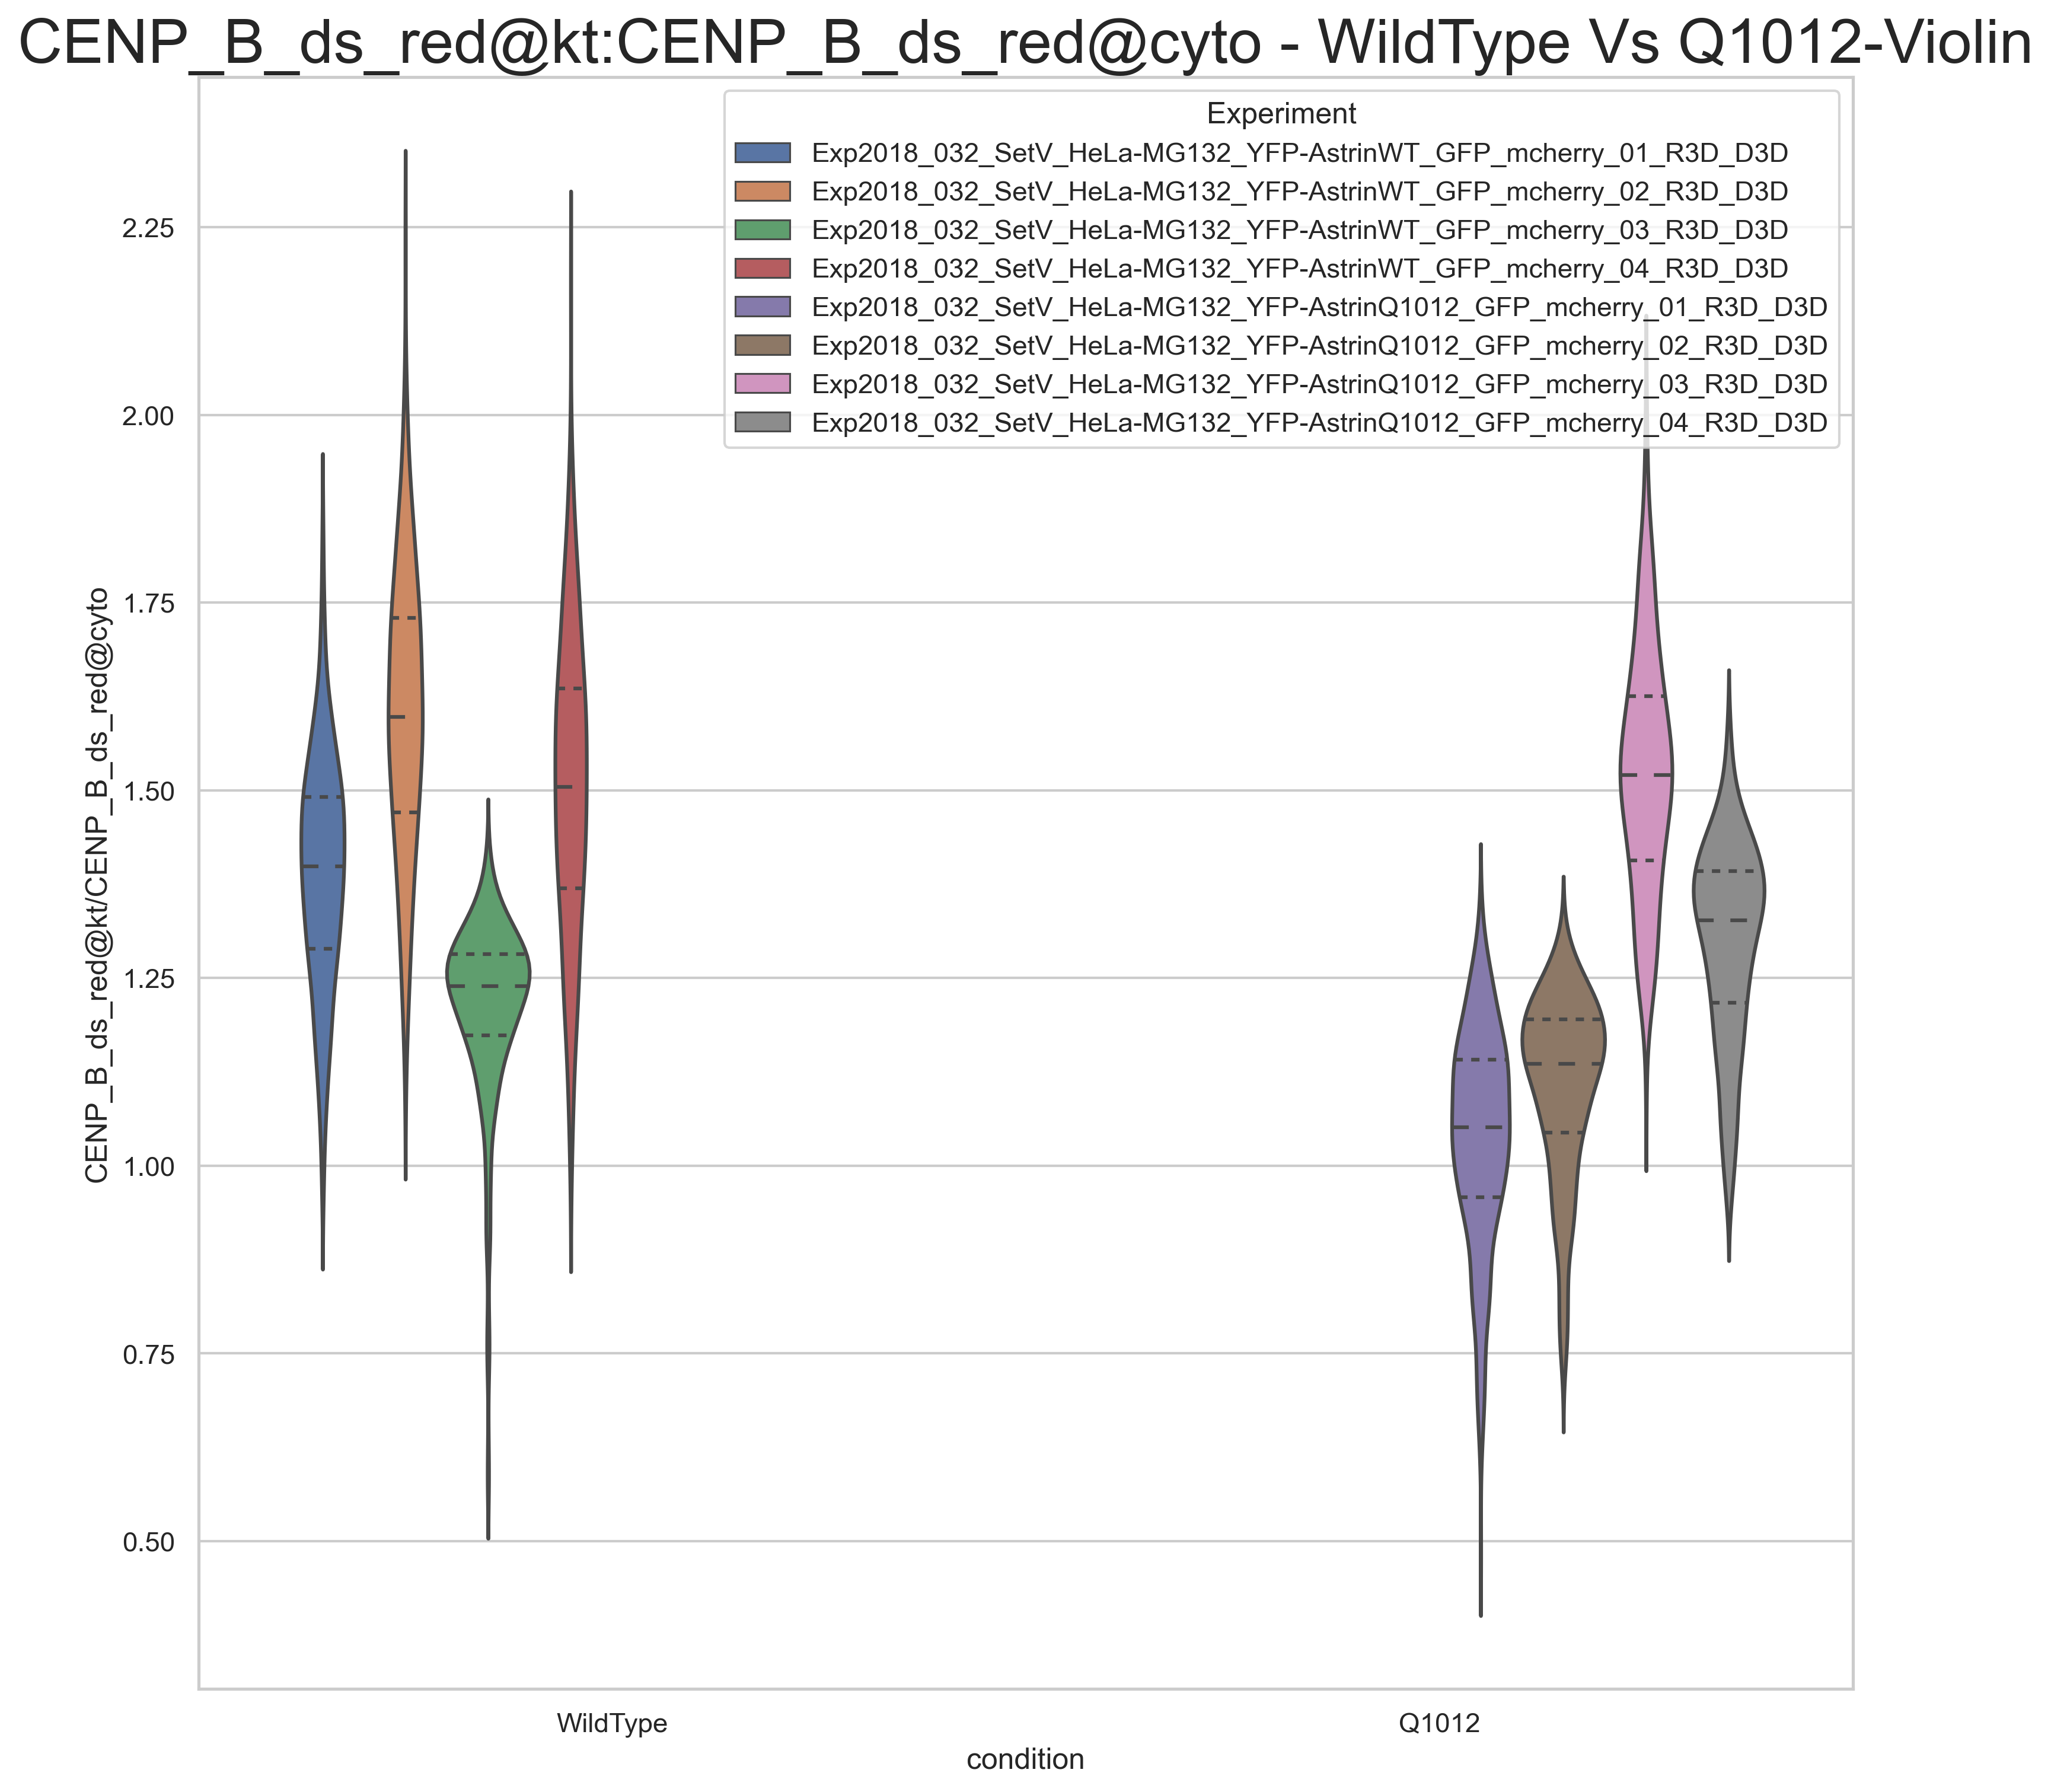 CENP_B_ds_red@kt:CENP_B_ds_red@cyto - WildType Vs Q1012-Violin
Experiment
Exp2018_032_SetV_HeLa-MG132_YFP-AstrinWT_GFP_mcherry_01_R3D_D3D
Exp2018_032_SetV_HeLa-MG132_YFP-AstrinWT_GFP_mcherry_02_R3D_D3D
Exp2018_032_SetV_HeLa-MG132_YFP-AstrinWT_GFP_mcherry_03_R3D_D3D
Exp2018_032_SetV_HeLa-MG132_YFP-AstrinWT_GFP_mcherry_04_R3D_D3D
Exp2018_032_SetV_HeLa-MG132_YFP-AstrinQ1012_GFP_mcherry_01_R3D_D3D
Exp2018_032_SetV_HeLa-MG132_YFP-AstrinQ1012_GFP_mcherry_02_R3D_D3D
Exp2018_032_SetV_HeLa-MG132_YFP-AstrinQ1012_GFP_mcherry_03_R3D_D3D
Exp2018_032_SetV_HeLa-MG132_YFP-AstrinQ1012_GFP_mcherry_04_R3D_D3D
CENP_B_ds_red@kt/CENP_B_ds_red@cyto
2.25
2.00
1.75
1.50
1.25
1.00
0.75
0.50
WildType
Q1012
condition